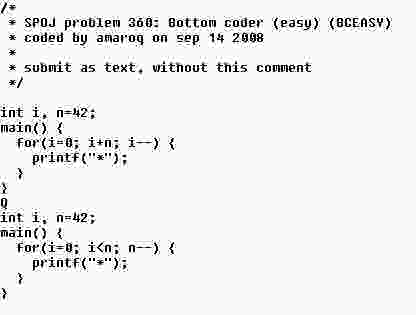 /*
 * SPOJ problem 360: Bottom coder (easy) (BCEASY)
 * coded by amaroq on sep 14 2008
 *
 * submit as text, without this comment
 */

int i, n=42;
main() {
  for(i=0; i+n; i--) {
    printf("*");
  }
}
Q
int i, n=42;
main() {
  for(i=0; i<n; n--) {
    printf("*");
  }
}